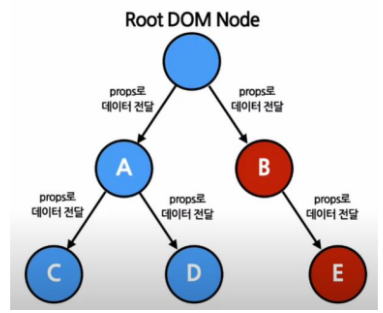 Root DOM Node
props로
데이터 전달
props로
데이터 전달
A
B
props로
데이터 전달
props로
데이터 전달
props로
데이터 전달
C
D
E